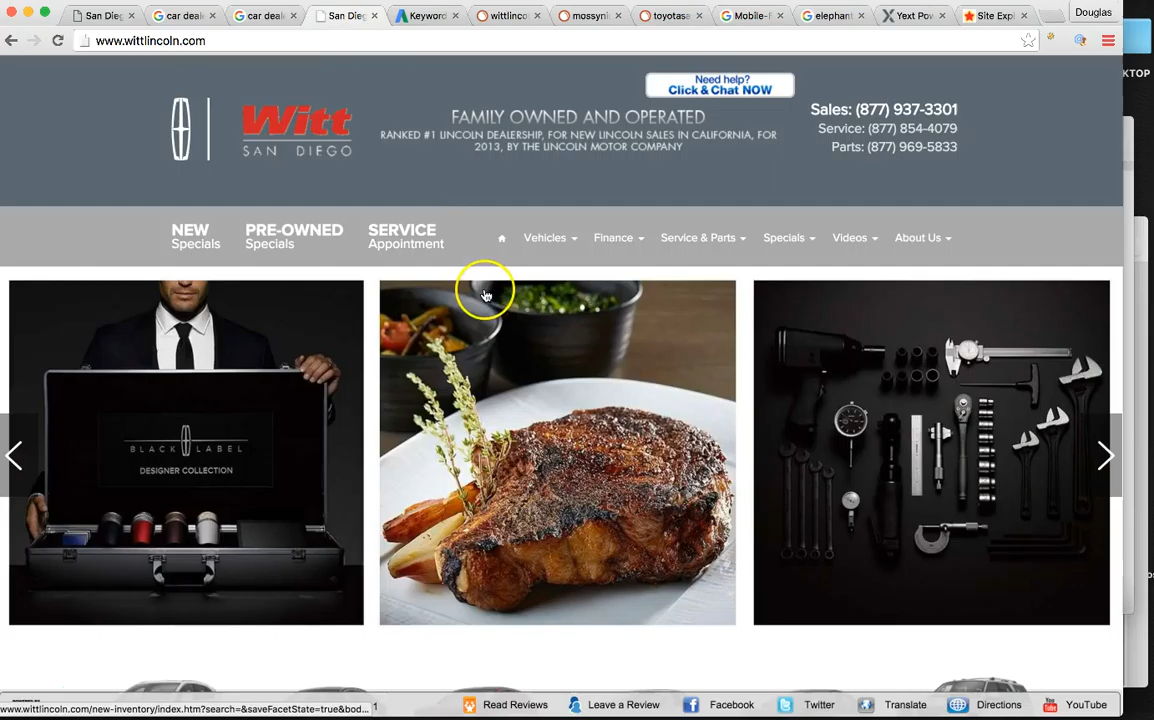 San Dieg
car deal
car deal
San Dieg
Keyword
wittlinco
mossyni
toyotasa
Mobile-F
elephant
Yext Pow
Site Expl
Douglas
www.wittlincoln.com
KTOP
Need help?
Click & Chat NOW
Witt
SAN DIEGO
FAMILY OWNED AND OPERATED
RANKED #1 LINCOLN DEALERSHIP, FOR NEW LINCOLN SALES IN CALIFORNIA, FOR
2013, BY THE LINCOLN MOTOR COMPANY
Sales: (877) 937-3301
Service: (877) 854-4079
Parts: (877) 969-5833
NEW
Specials
PRE-OWNED
Specials
SERVICE
Appointment
Vehicles
Finance
Service & Parts
Specials
Videos
About Us
BLACK LABEL
DESIGNER COLLECTION
www.wittlincoln.com/new-inventory/index.htm?search=&saveFacetState=true&bod...
1
Read Reviews
Leave a Review
Facebook
Twitter
Translate
Directions
YouTube